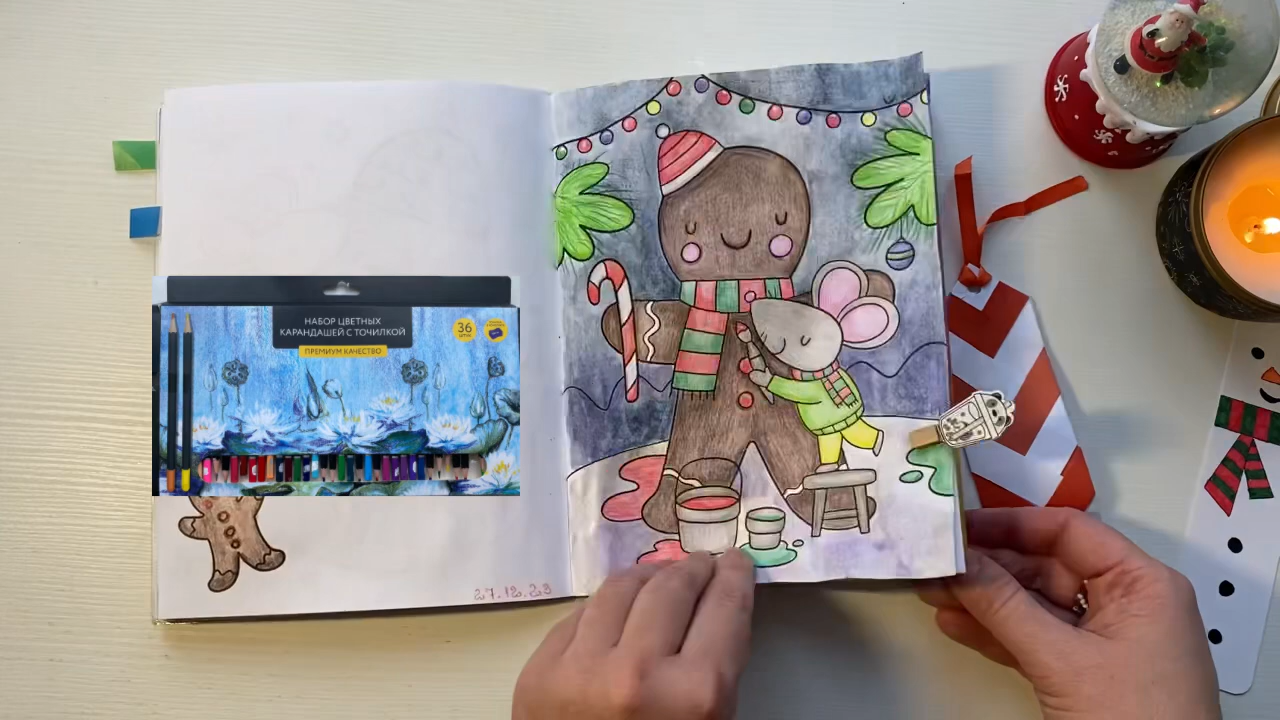 НАБОР ЦВЕТНЫХ
КАРАНДАШЕЙ С ТОЧИЛКОЙ
ПРЕМИУМ КАЧЕСТВО
36
27.12.23